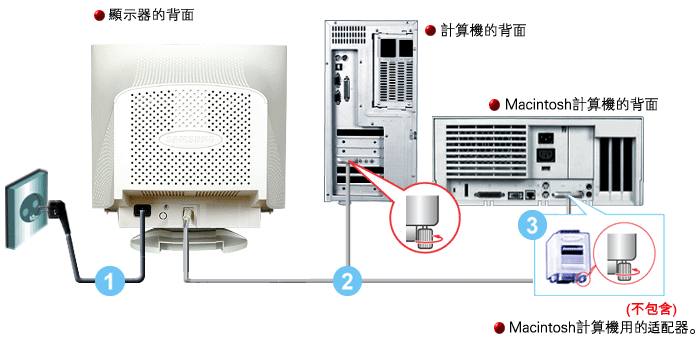 顯示器的背面
計算機的背面
Macintosh計算機的背面
1
2
3
(不包含)
Macintosh計算機用的适配器。